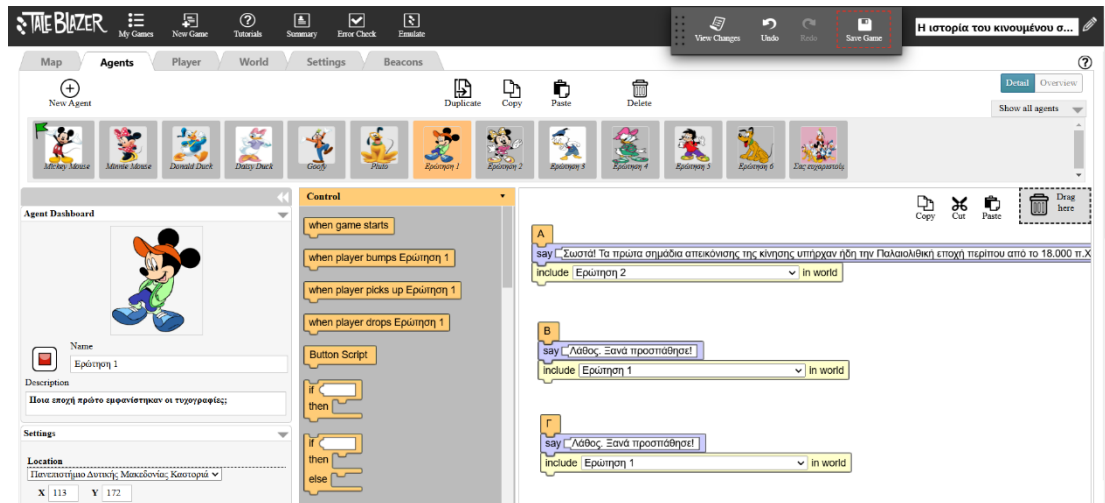 TALEBLAZER
My Games
New Game
Tutorials
Summary
Error Check
Emulate
View Changes
Undo
Redo
Save Game
Η ιστορία του κινουμένου σ...
Map
Agents
Player
World
Settings
Beacons
New Agent
Duplicate
Copy
Paste
Delete
Detail
Overview
Show all agents
Mickey Mouse
Minnie Mouse
Donald Duck
Daisy Duck
Goofy
Pluto
Ερώτηση 1
Ερώτηση 2
Ερώτηση 3
Ερώτηση 4
Ερώτηση 5
Ερώτηση 6
Σας ευχαριστώ
Agent Dashboard
Name
Ερώτηση 1
Description
Ποια εποχή πρώτο εμφανίστηκαν οι τυχογραφίες;
Settings
Location
Πανεπιστήμιο Δυτικής Μακεδονίας Καστοριά
X 113 Y 172
Control
when game starts
when player bumps Ερώτηση 1
when player picks up Ερώτηση 1
when player drops Ερώτηση 1
Button Script
if
then
if
then
else
Copy
Cut
Paste
Drag here
Α
say Σωστά! Τα πρώτα σημάδια απεικόνισης της κίνησης υπήρχαν ήδη την Παλαιολιθική εποχή περίπου από το 18.000 π.Χ
include Ερώτηση 2 in world
Β
say Λάθος. Ξανά προσπάθησε!
include Ερώτηση 1 in world
Γ
say Λάθος. Ξανά προσπάθησε!
include Ερώτηση 1 in world